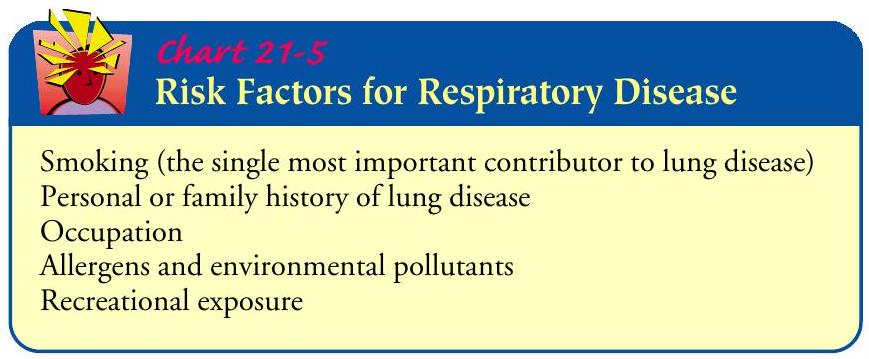 Chart 21-5
Risk Factors for Respiratory Disease
Smoking (the single most important contributor to lung disease)
Personal or family history of lung disease
Occupation
Allergens and environmental pollutants
Recreational exposure